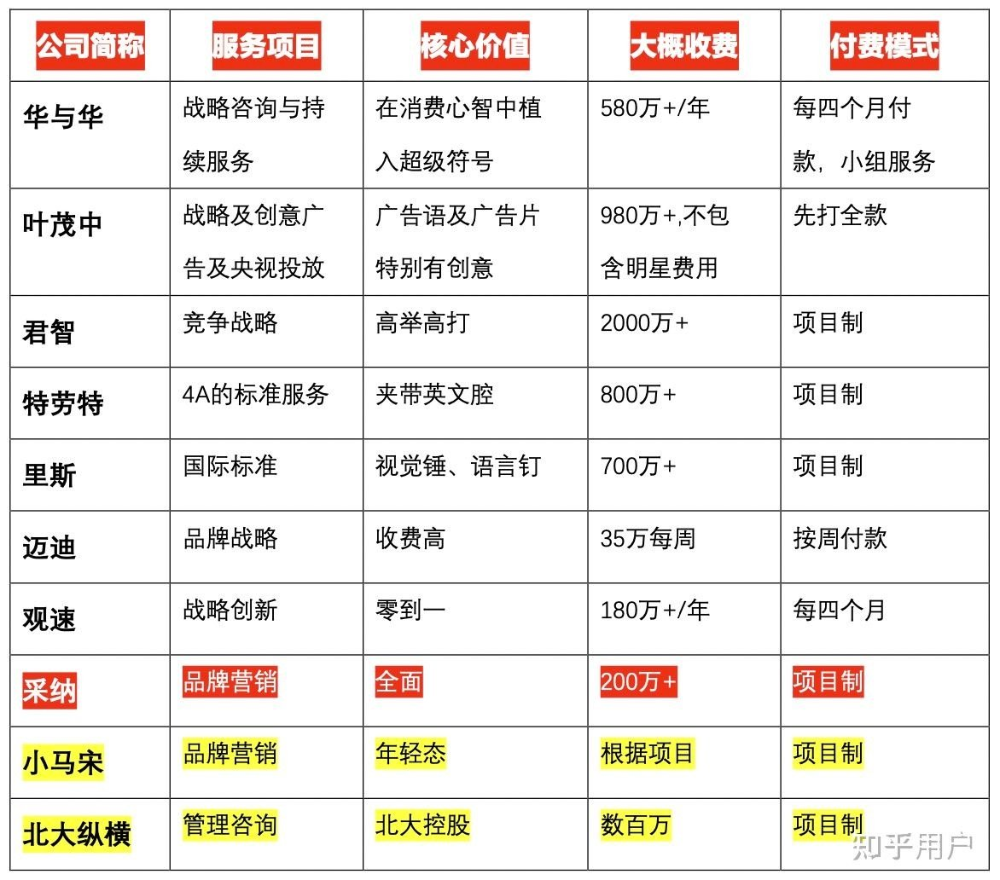 公司简称 服务项目 核心价值 大概收费 付费模式
华与华 战略咨询与持 在消费心智中植 580万+/年 每四个月付
续服务 入超级符号 款，小组服务
叶茂中 战略及创意广 广告语及广告片 980万+,不包 先打全款
告及央视投放 特别有创意 含明星费用
君智 竞争战略 高举高打 2000万+ 项目制
特劳特 4A的标准服务 夹带英文腔 800万+ 项目制
里斯 国际标准 视觉锤、语言钉 700万+ 项目制
迈迪 品牌战略 收费高 35万每周 按周付款
观速 战略创新 零到一 180万+/年 每四个月
采纳 品牌营销 全面 200万+ 项目制
小马宋 品牌营销 年轻态 根据项目 项目制
北大纵横 管理咨询 北大控股 数百万 项目制
知乎用户